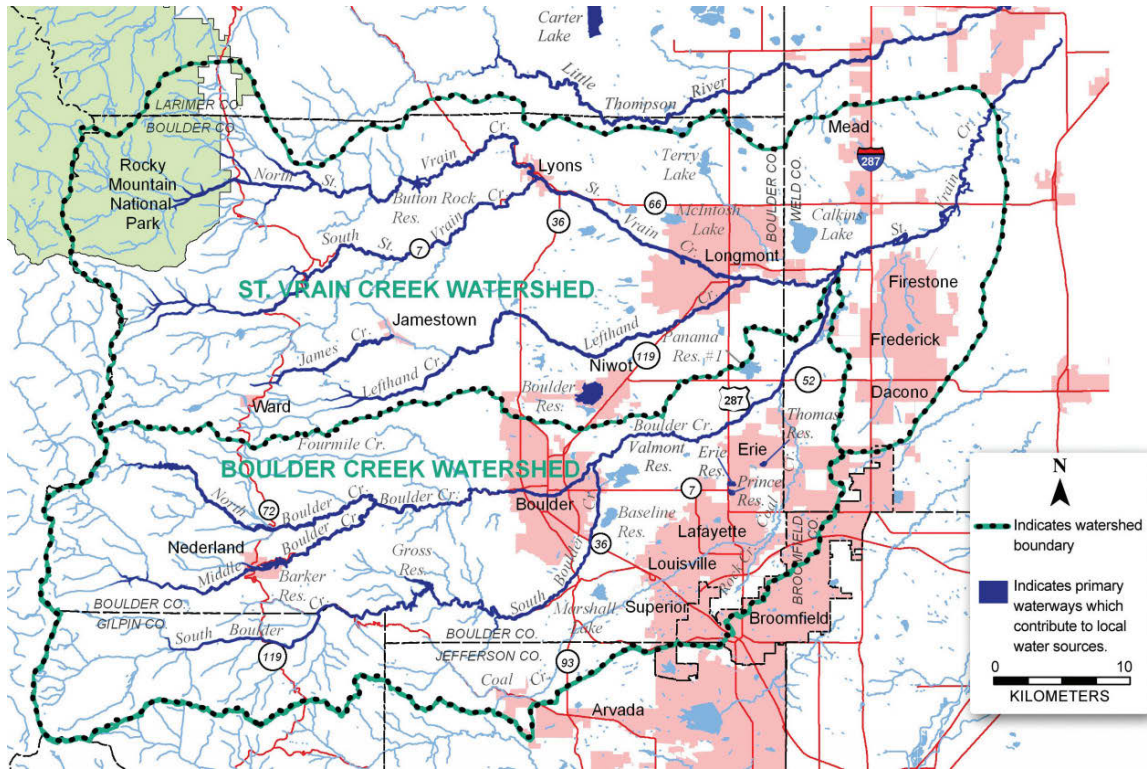 Carter
Lake
Little
Thompson
River
LARIMER CO.
BOULDER CO.
Mead
287
Rocky
Mountain
National
Park
North
St.
Vrain
Cr.
Lyons
Button Rock
Res.
Terry
Lake
BOULDER CO.
WELD CO.
St.
66
McIntosh
Lake
Calkins
Lake
St.
Vrain
Cr.
South
St.
7
Vrain
Cr.
36
Vrain
Cr.
Longmont
ST. VRAIN CREEK WATERSHED
Firestone
Jamestown
James Cr.
Lefthand Cr.
Lefthand
Cr.
Panama
Res. #1
Frederick
119
Niwot
Boulder
Res.
287
52
Dacono
Ward
Fourmile Cr.
Boulder Cr.
Thomas
Res.
BOULDER CREEK WATERSHED
Valmont
Res.
Erie
Res.
Erie
Prince
Res.
North
Boulder
Cr.
Boulder Cr.
Boulder
7
72
Baseline
Res.
Coal
Cr.
Nederland
Middle
Boulder
Cr.
Barker
Res.
Gross
Res.
36
Lafayette
Louisville
Rock Cr.
BROOMFIELD
CO.
South
Boulder
Cr.
Marshall
Lake
Superior
Broomfield
BOULDER CO.
GILPIN CO.
South
Boulder
Cr.
119
BOULDER CO.
JEFFERSON CO.
93
Coal
Cr.
Arvada
N
Indicates watershed
boundary
Indicates primary
waterways which
contribute to local
water sources.
0 10
KILOMETERS